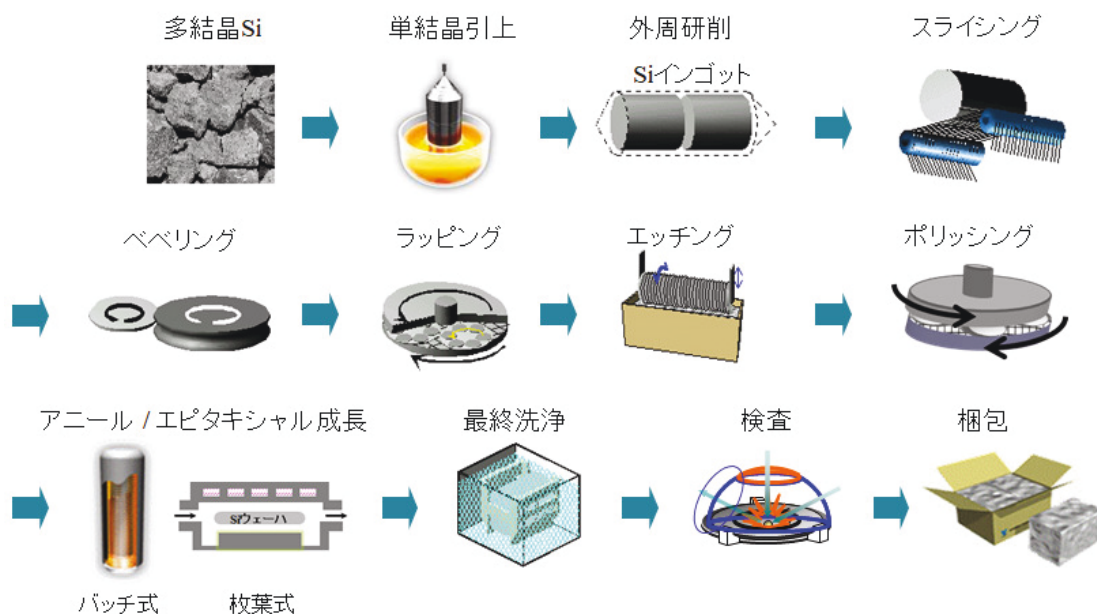 多結晶Si
単結晶引上
外周研削
スライシング
Siインゴット
べべリング
ラッピング
エッチング
ポリッシング
アニール / エピタキシャル成長
最終洗浄
検査
梱包
Siウェーハ
バッチ式
枚葉式